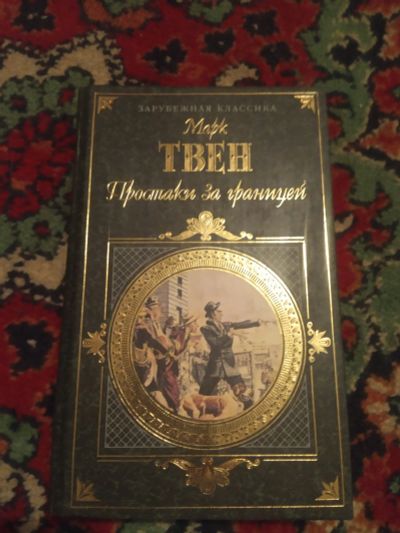 ЗАРУБЕЖНАЯ КЛАССИКА
Марк
ТВЕН
Простаки за границей